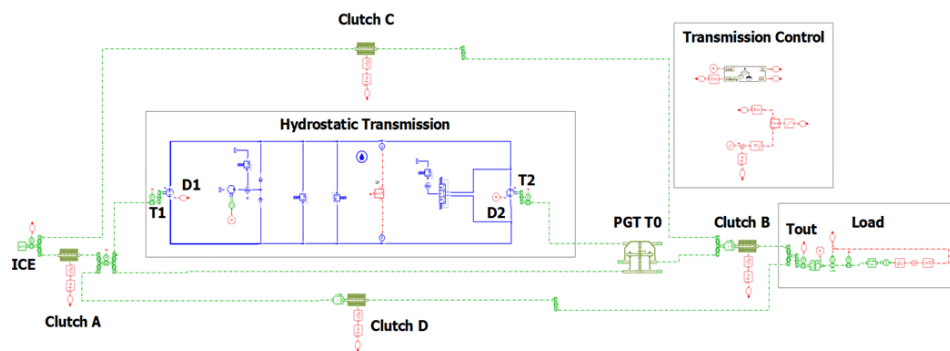 Clutch C
Transmission Control
Hydrostatic Transmission
D1
T1
T2
D2
PGT T0
Clutch B
Tout
Load
ICE
Clutch A
Clutch D